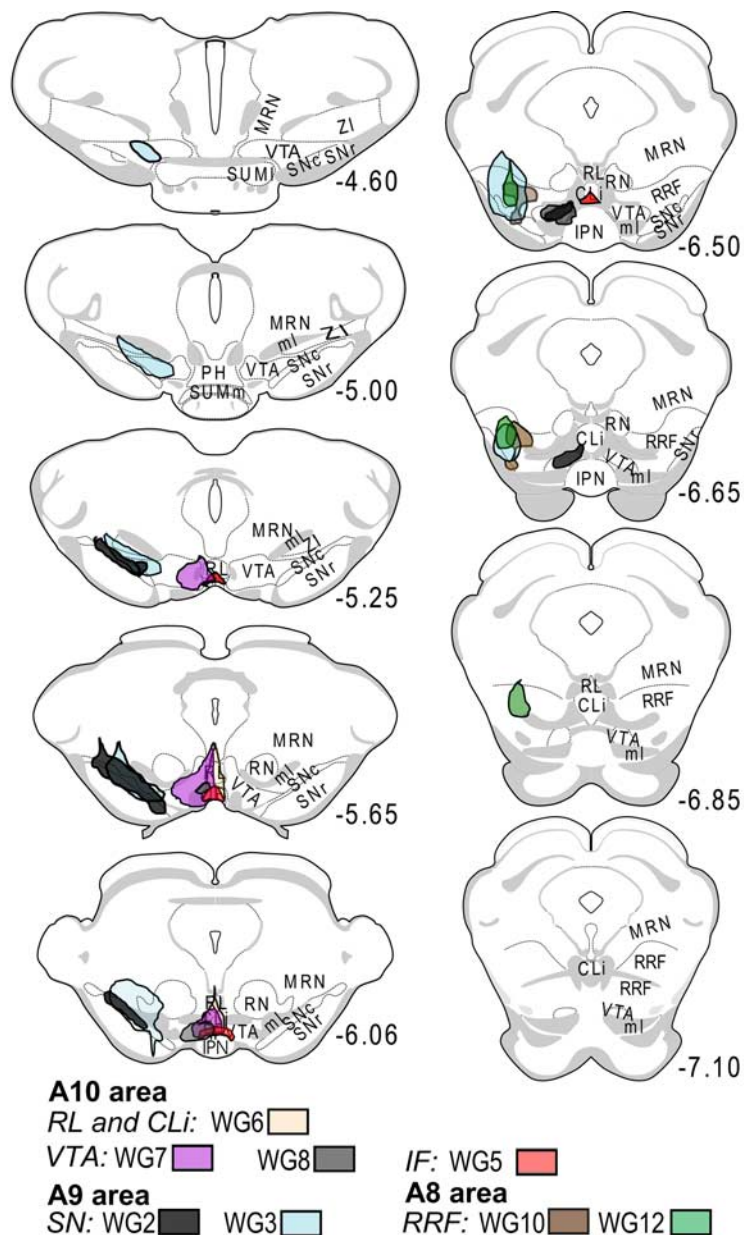 MRN
ZI
VTA
SNc
SNr
SUMl
-4.60
MRN
ml
ZI
PH
VTA
SNc
SNr
SUMm
-5.00
MRN
ml
ZI
RL
VTA
SNc
SNr
-5.25
MRN
RN
ml
SNc
VTA
SNr
-5.65
MRN
RL
RN
VTA
ml
SNc
SNr
IPN
-6.06
MRN
RL
RN
CLi
RRF
VTA
SNc
ml
SNr
IPN
-6.50
MRN
RN
CLi
RRF
SNr
VTA
ml
IPN
-6.65
MRN
RL
RRF
CLi
VTA
ml
-6.85
MRN
CLi
RRF
RRF
VTA
ml
-7.10
A10 area
RL and CLi: WG6
VTA: WG7 WG8 IF: WG5
A9 area A8 area
SN: WG2 WG3 RRF: WG10 WG12